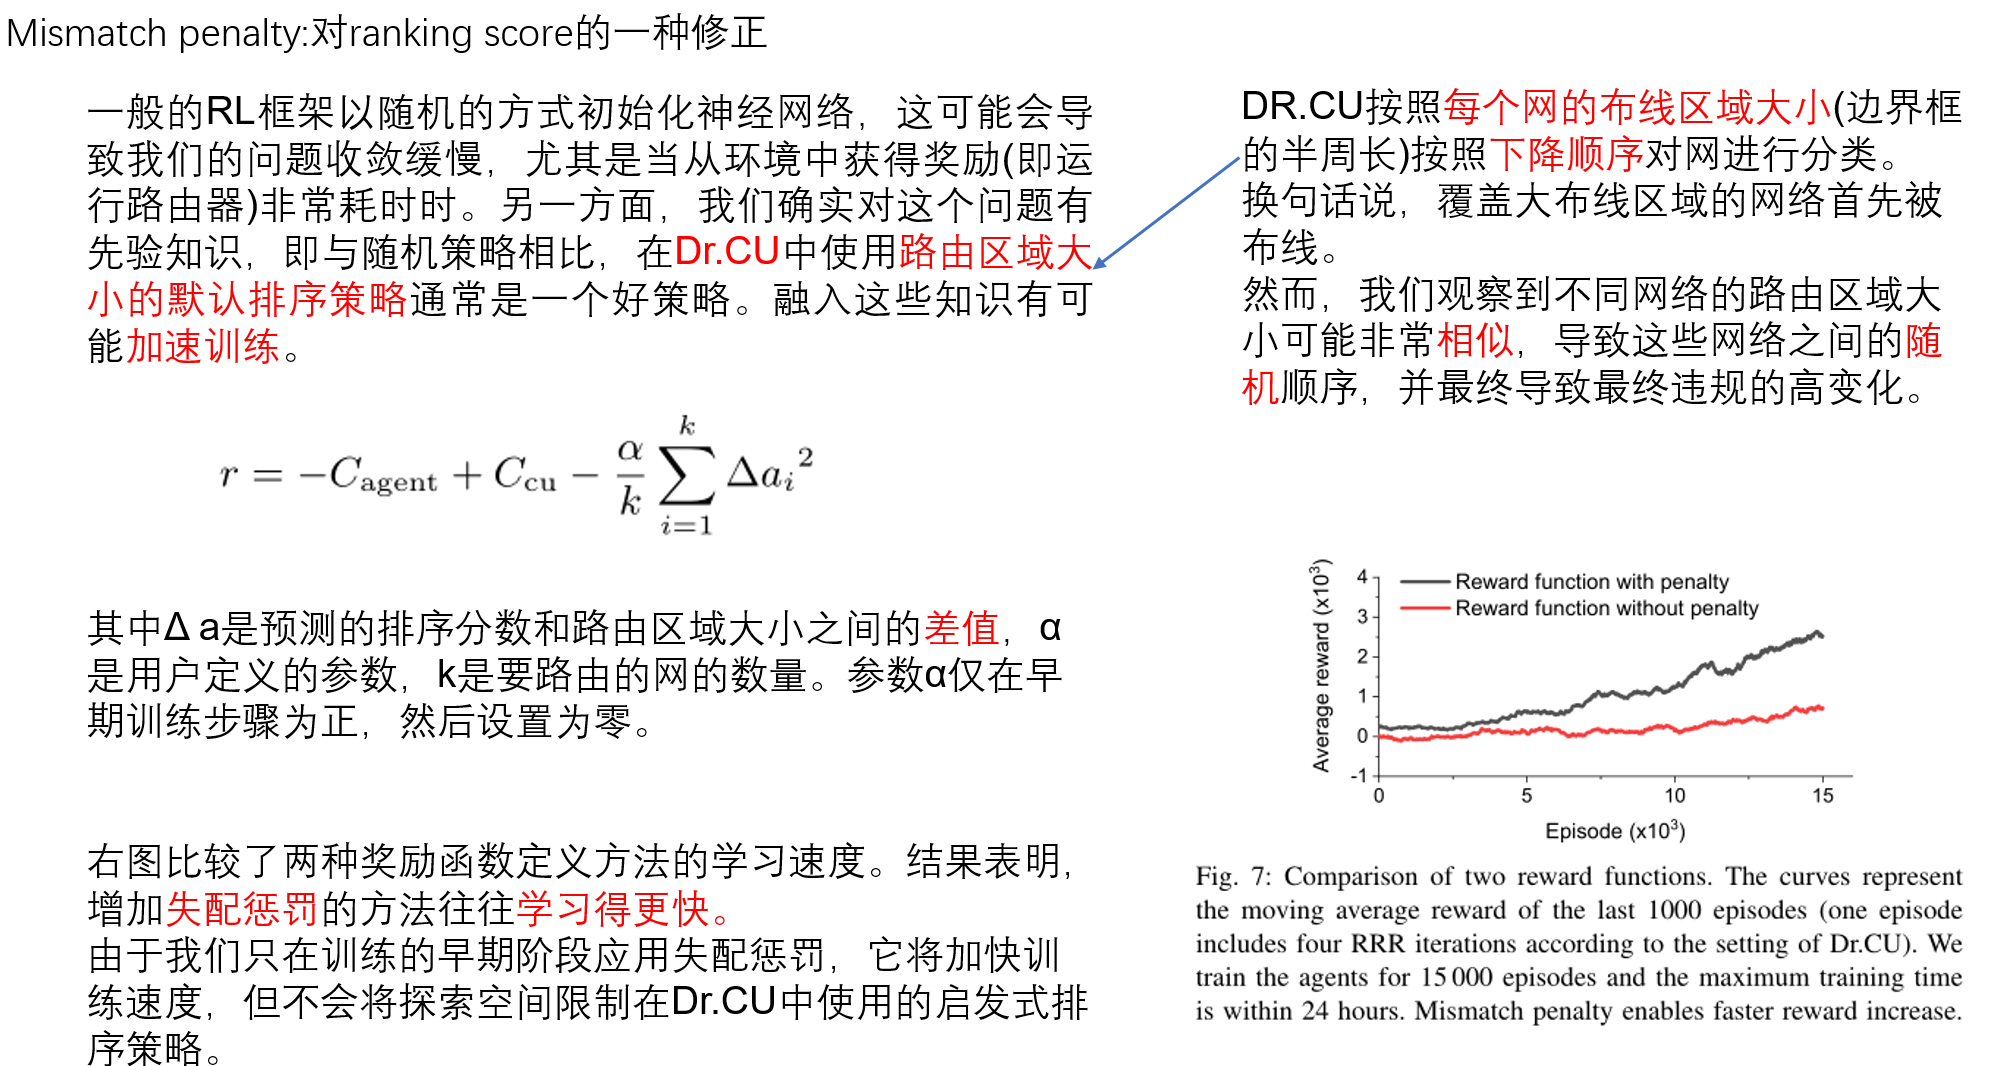 Mismatch penalty:对ranking score的一种修正
一般的RL框架以随机的方式初始化神经网络，这可能会导
致我们的问题收敛缓慢，尤其是当从环境中获得奖励(即运
行路由器)非常耗时时。另一方面，我们确实对这个问题有
先验知识，即与随机策略相比，在Dr.CU中使用路由区域大
小的默认排序策略通常是一个好策略。融入这些知识有可
能加速训练。
r = −C_agent + C_cu − \frac{α}{k} \sum_{i=1}^{k} Δa_i^2
其中Δ a是预测的排序分数和路由区域大小之间的差值，α
是用户定义的参数，k是要路由的网的数量。参数α仅在早
期训练步骤为正，然后设置为零。
右图比较了两种奖励函数定义方法的学习速度。结果表明，
增加失配惩罚的方法往往学习得更快。
由于我们只在训练的早期阶段应用失配惩罚，它将加快训
练速度，但不会将探索空间限制在Dr.CU中使用的启发式排
序策略。
DR.CU按照每个网的布线区域大小(边界框
的半周长)按照下降顺序对网进行分类。
换句话说，覆盖大布线区域的网络首先被
布线。
然而，我们观察到不同网络的路由区域大
小可能非常相似，导致这些网络之间的随
机顺序，并最终导致最终违规的高变化。
Average reward (x10³)
4
3
2
1
0
-1
Reward function with penalty
Reward function without penalty
0 5 10 15
Episode (x10³)
Fig. 7: Comparison of two reward functions. The curves represent
the moving average reward of the last 1000 episodes (one episode
includes four RRR iterations according to the setting of Dr.CU). We
train the agents for 15 000 episodes and the maximum training time
is within 24 hours. Mismatch penalty enables faster reward increase.